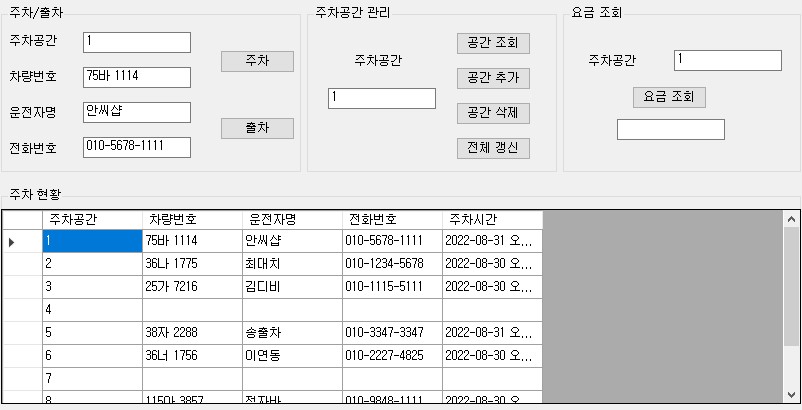 주차/출차
주차공간 1
주차
차량번호 75바 1114
운전자명 안씨샵
출차
전화번호 010-5678-1111
주차공간 관리
공간 조회
주차공간
공간 추가
1
공간 삭제
전체 갱신
요금 조회
주차공간 1
요금 조회
주차 현황
주차공간 차량번호 운전자명 전화번호 주차시간
1 75바 1114 안씨샵 010-5678-1111 2022-08-31 오...
2 36나 1775 최대치 010-1234-5678 2022-08-30 오...
3 25가 7216 김디비 010-1115-5111 2022-08-30 오...
4
5 38자 2288 송출차 010-3347-3347 2022-08-31 오...
6 36너 1756 이연동 010-2227-4825 2022-08-30 오...
7
8 115마 3857 전자바 010-9848-1111 2022-08-30 오...